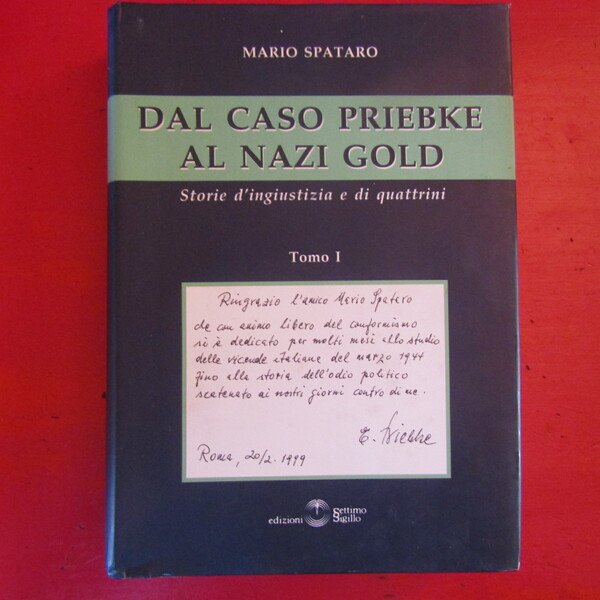 MARIO SPATARO
DAL CASO PRIEBKE
AL NAZI GOLD
Storie d'ingiustizia e di quattrini
Tomo I
Ringrazio l'amico Mario Spataro
che con animo libero del conformismo
si è dedicato per molti mesi allo studio
delle vicende italiane del marzo 1944
fino alla storia dell'odio politico
scatenato ai nostri giorni contro di me.
E. Priebke
Roma, 20/2. 1999
edizioni Settimo
Sigillo